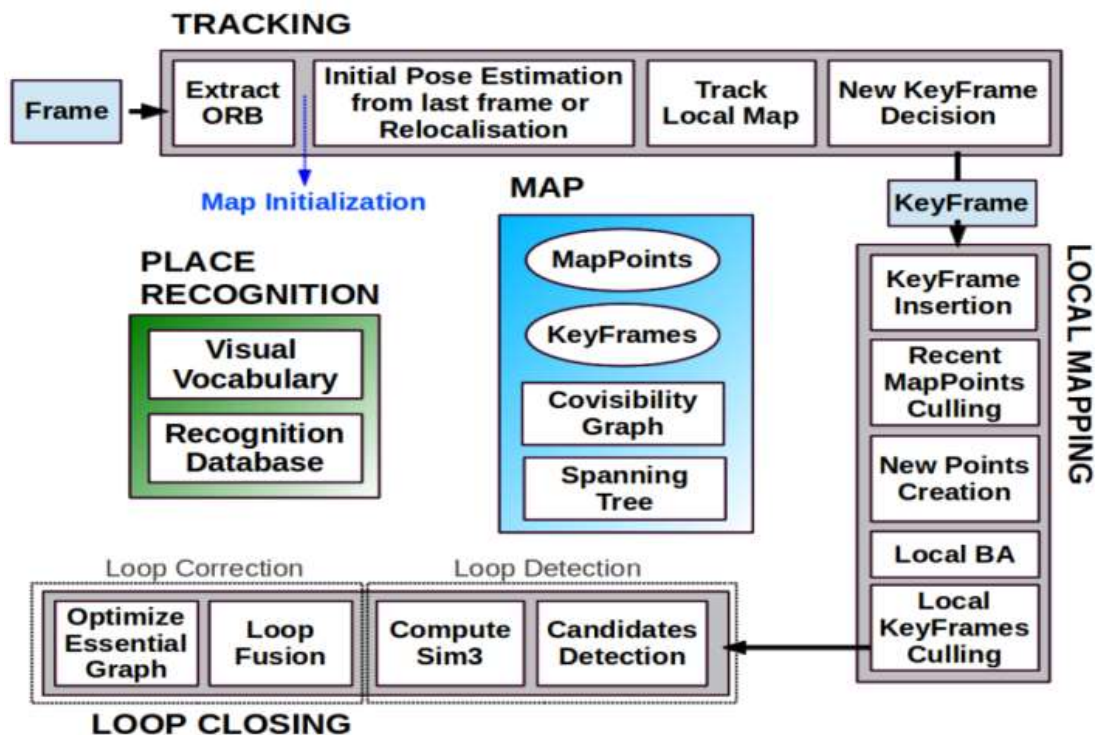 TRACKING
Frame
Extract
ORB
Initial Pose Estimation
from last frame or
Relocalisation
Track
Local Map
New KeyFrame
Decision
Map Initialization
MAP
KeyFrame
PLACE
RECOGNITION
Visual
Vocabulary
Recognition
Database
MapPoints
KeyFrames
Covisibility
Graph
Spanning
Tree
LOCAL MAPPING
KeyFrame
Insertion
Recent
MapPoints
Culling
New Points
Creation
Local BA
Local
KeyFrames
Culling
Loop Correction
Loop Detection
Optimize
Essential
Graph
Loop
Fusion
Compute
Sim3
Candidates
Detection
LOOP CLOSING